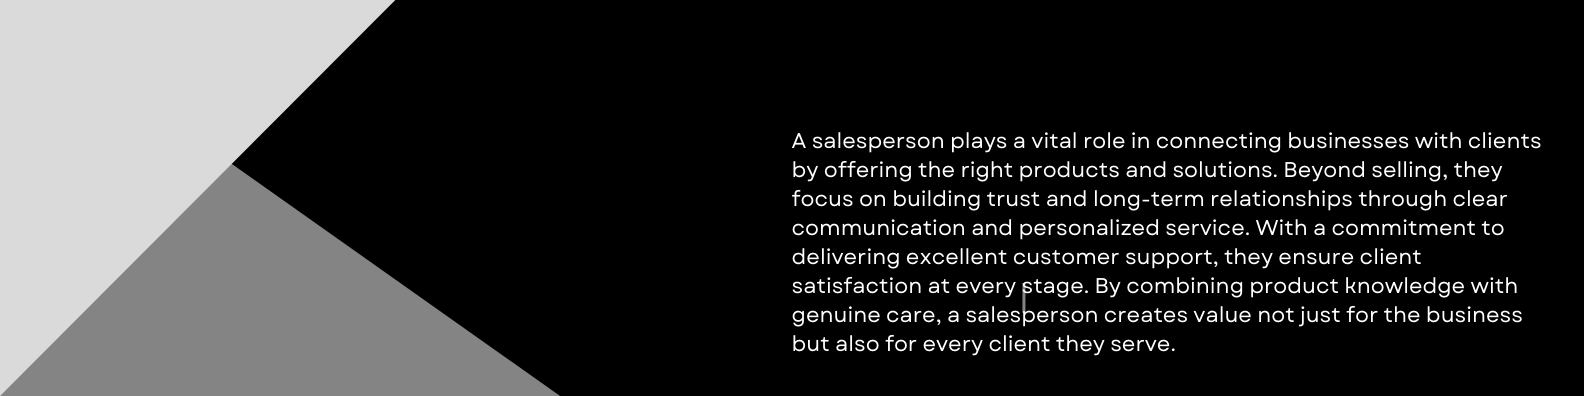 A salesperson plays a vital role in connecting businesses with clients
by offering the right products and solutions. Beyond selling, they
focus on building trust and long-term relationships through clear
communication and personalized service. With a commitment to
delivering excellent customer support, they ensure client
satisfaction at every stage. By combining product knowledge with
genuine care, a salesperson creates value not just for the business
but also for every client they serve.